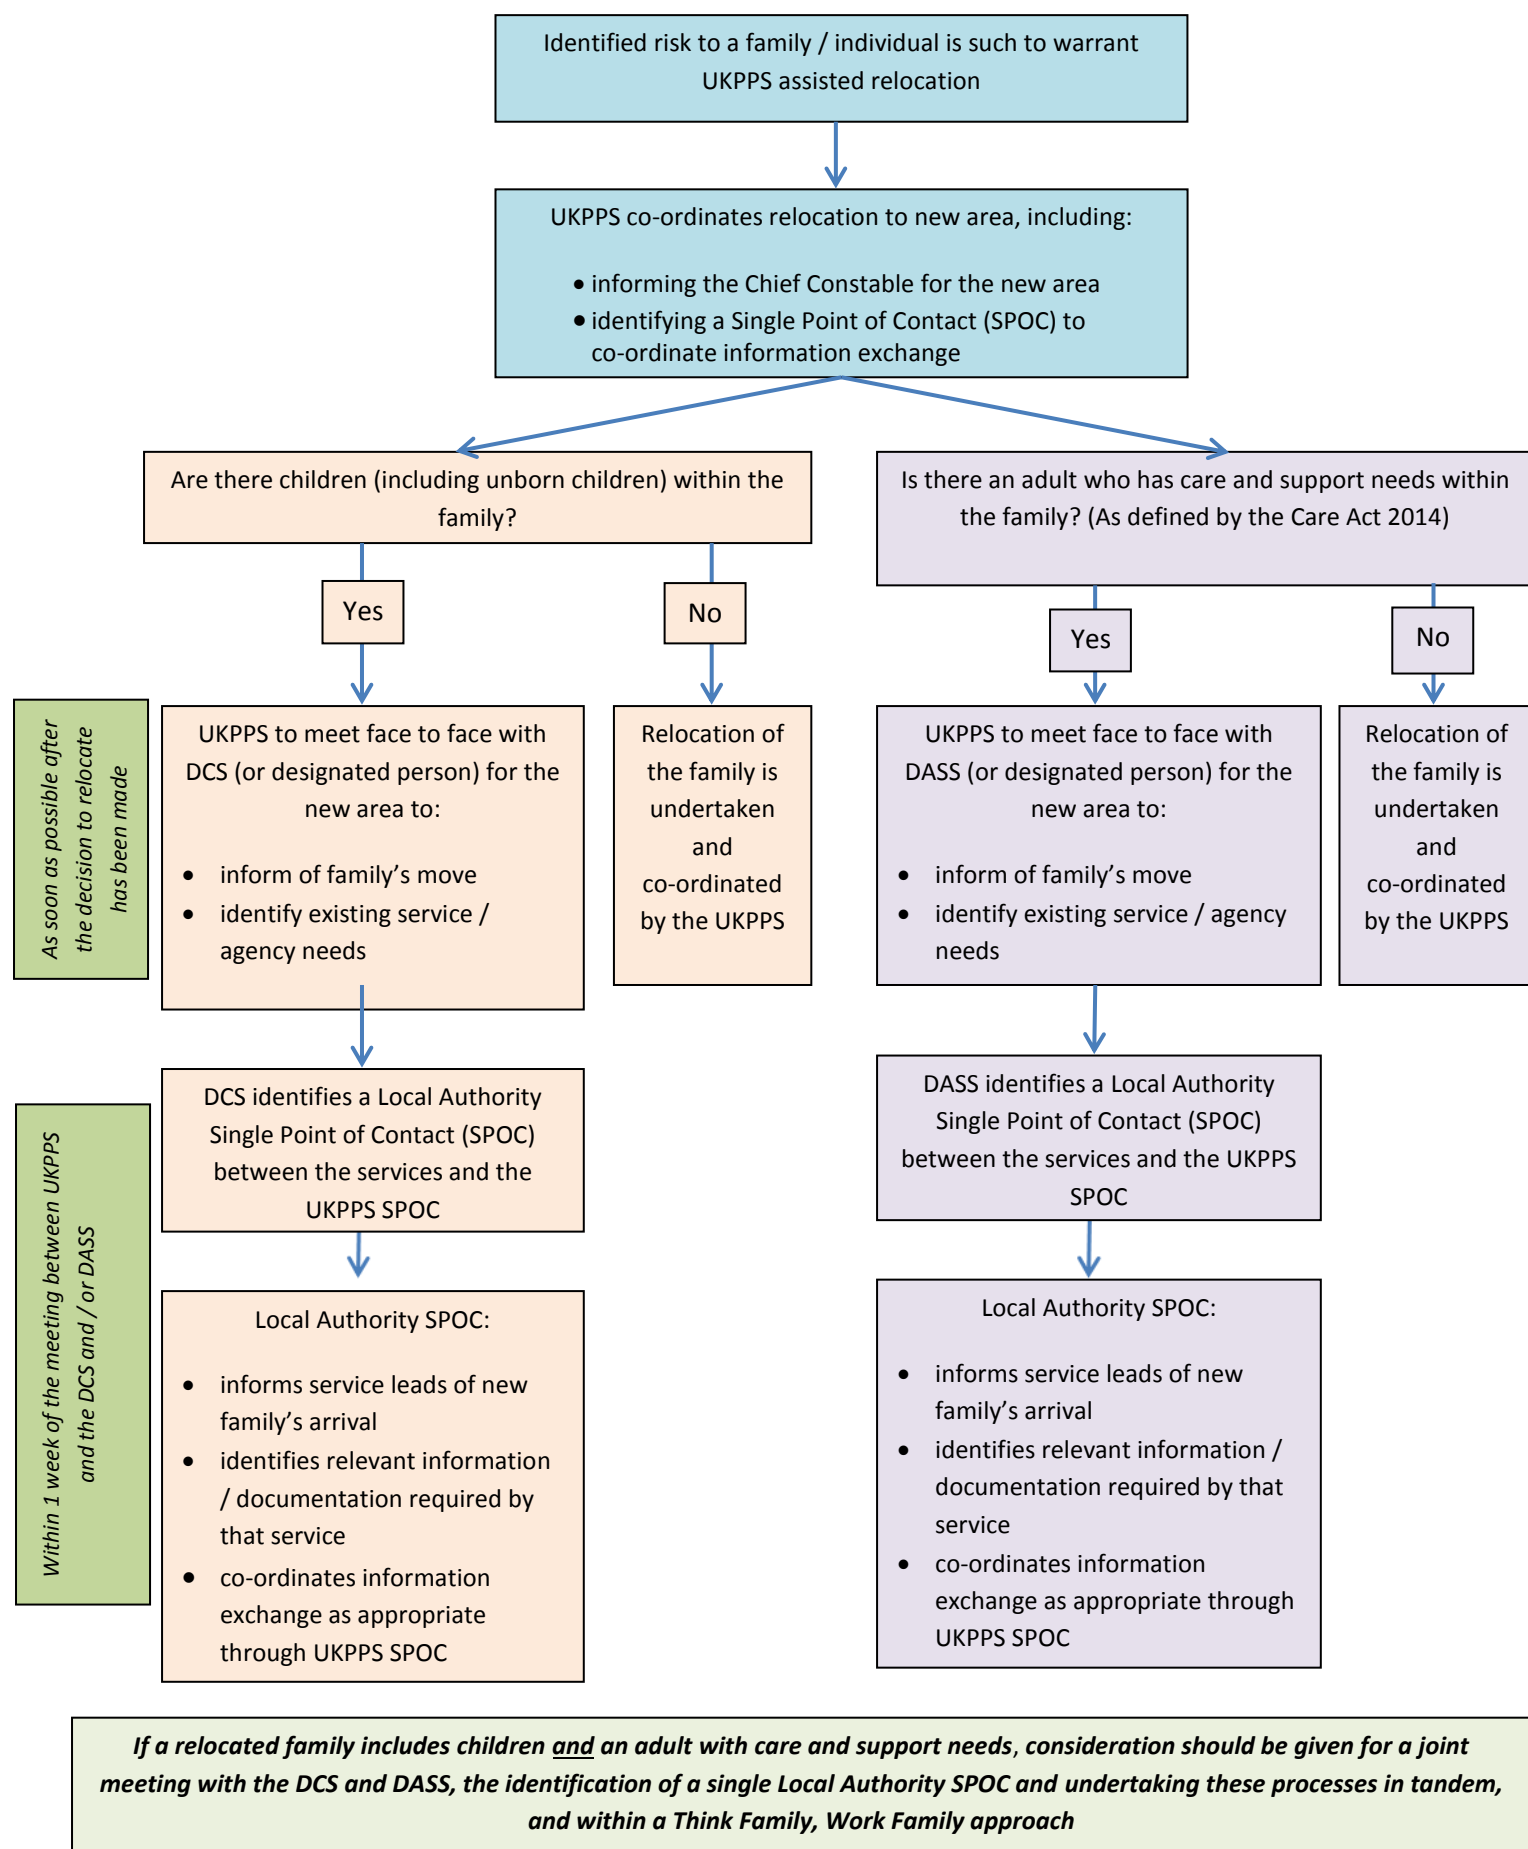 Identified risk to a family / individual is such to warrant
UKPPS assisted relocation
UKPPS co-ordinates relocation to new area, including:
• informing the Chief Constable for the new area
• identifying a Single Point of Contact (SPOC) to
co-ordinate information exchange
Are there children (including unborn children) within the
family?
Is there an adult who has care and support needs within
the family? (As defined by the Care Act 2014)
Yes
No
Yes
No
As soon as possible after
the decision to relocate
has been made
UKPPS to meet face to face with
DCS (or designated person) for the
new area to:
• inform of family’s move
• identify existing service /
agency needs
Relocation of
the family is
undertaken
and
co-ordinated
by the UKPPS
UKPPS to meet face to face with
DASS (or designated person) for the
new area to:
• inform of family’s move
• identify existing service / agency
needs
Relocation of
the family is
undertaken
and
co-ordinated
by the UKPPS
Within 1 week of the meeting between UKPPS
and the DCS and / or DASS
DCS identifies a Local Authority
Single Point of Contact (SPOC)
between the services and the
UKPPS SPOC
DASS identifies a Local Authority
Single Point of Contact (SPOC)
between the services and the UKPPS
SPOC
Local Authority SPOC:
• informs service leads of new
family’s arrival
• identifies relevant information
/ documentation required by
that service
• co-ordinates information
exchange as appropriate
through UKPPS SPOC
Local Authority SPOC:
• informs service leads of new
family’s arrival
• identifies relevant information /
documentation required by that
service
• co-ordinates information
exchange as appropriate through
UKPPS SPOC
If a relocated family includes children and an adult with care and support needs, consideration should be given for a joint
meeting with the DCS and DASS, the identification of a single Local Authority SPOC and undertaking these processes in tandem,
and within a Think Family, Work Family approach